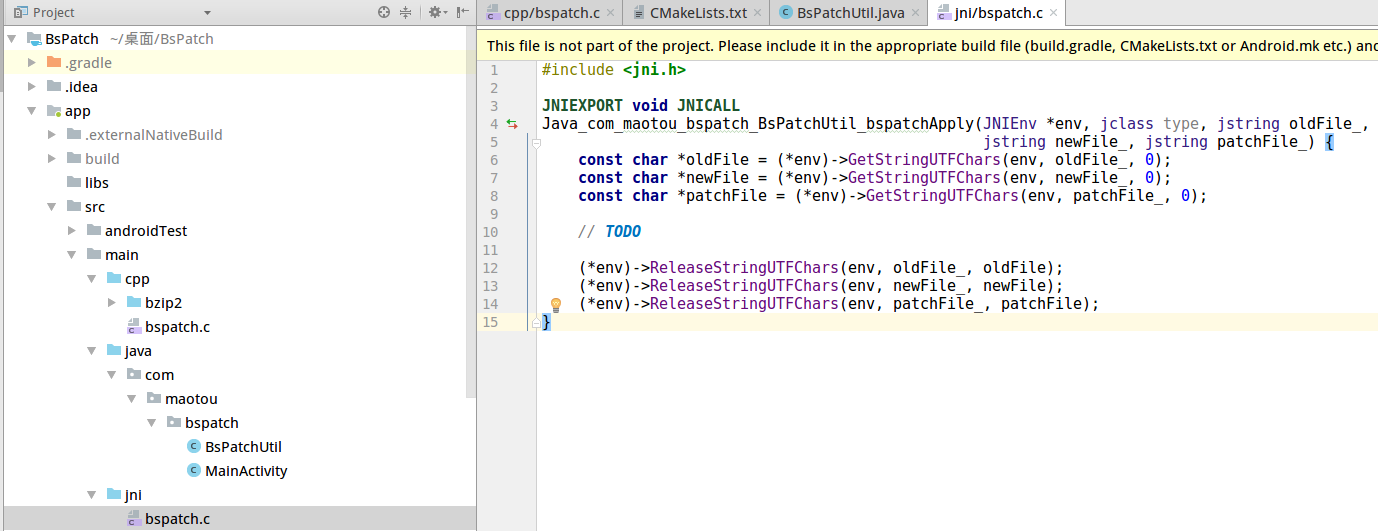 Project
cpp/bspatch.c
CMakeLists.txt
BsPatchUtil.java
jni/bspatch.c
BsPatch ~/桌面/BsPatch
.gradle
.idea
app
.externalNativeBuild
build
libs
src
androidTest
main
cpp
bzip2
bspatch.c
java
com
maotou
bspatch
BsPatchUtil
MainActivity
jni
bspatch.c
This file is not part of the project. Please include it in the appropriate build file (build.gradle, CMakeLists.txt or Android.mk etc.) and
1 #include <jni.h>
2
3 JNIEXPORT void JNICALL
4 Java_com_maotou_bspatch_BsPatchUtil_bspatchApply(JNIEnv *env, jclass type, jstring oldFile_,
5 jstring newFile_, jstring patchFile_) {
6 const char *oldFile = (*env)->GetStringUTFChars(env, oldFile_, 0);
7 const char *newFile = (*env)->GetStringUTFChars(env, newFile_, 0);
8 const char *patchFile = (*env)->GetStringUTFChars(env, patchFile_, 0);
9
10 // TODO
11
12 (*env)->ReleaseStringUTFChars(env, oldFile_, oldFile);
13 (*env)->ReleaseStringUTFChars(env, newFile_, newFile);
14 (*env)->ReleaseStringUTFChars(env, patchFile_, patchFile);
15 }